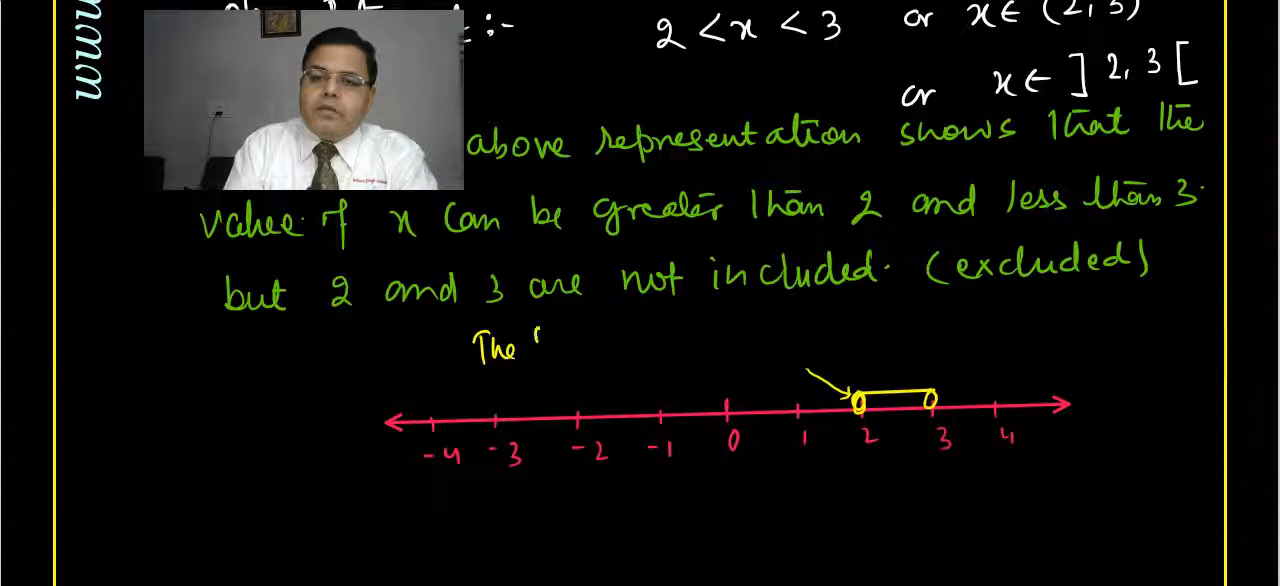 www
:-
2 < x < 3 or x ∈ (2, 3)
or x ∈ ] 2, 3 [
above representation shows that the
value of x can be greater than 2 and less than 3.
but 2 and 3 are not included. (excluded)
The
-4 -3 -2 -1 0 1 2 3 4